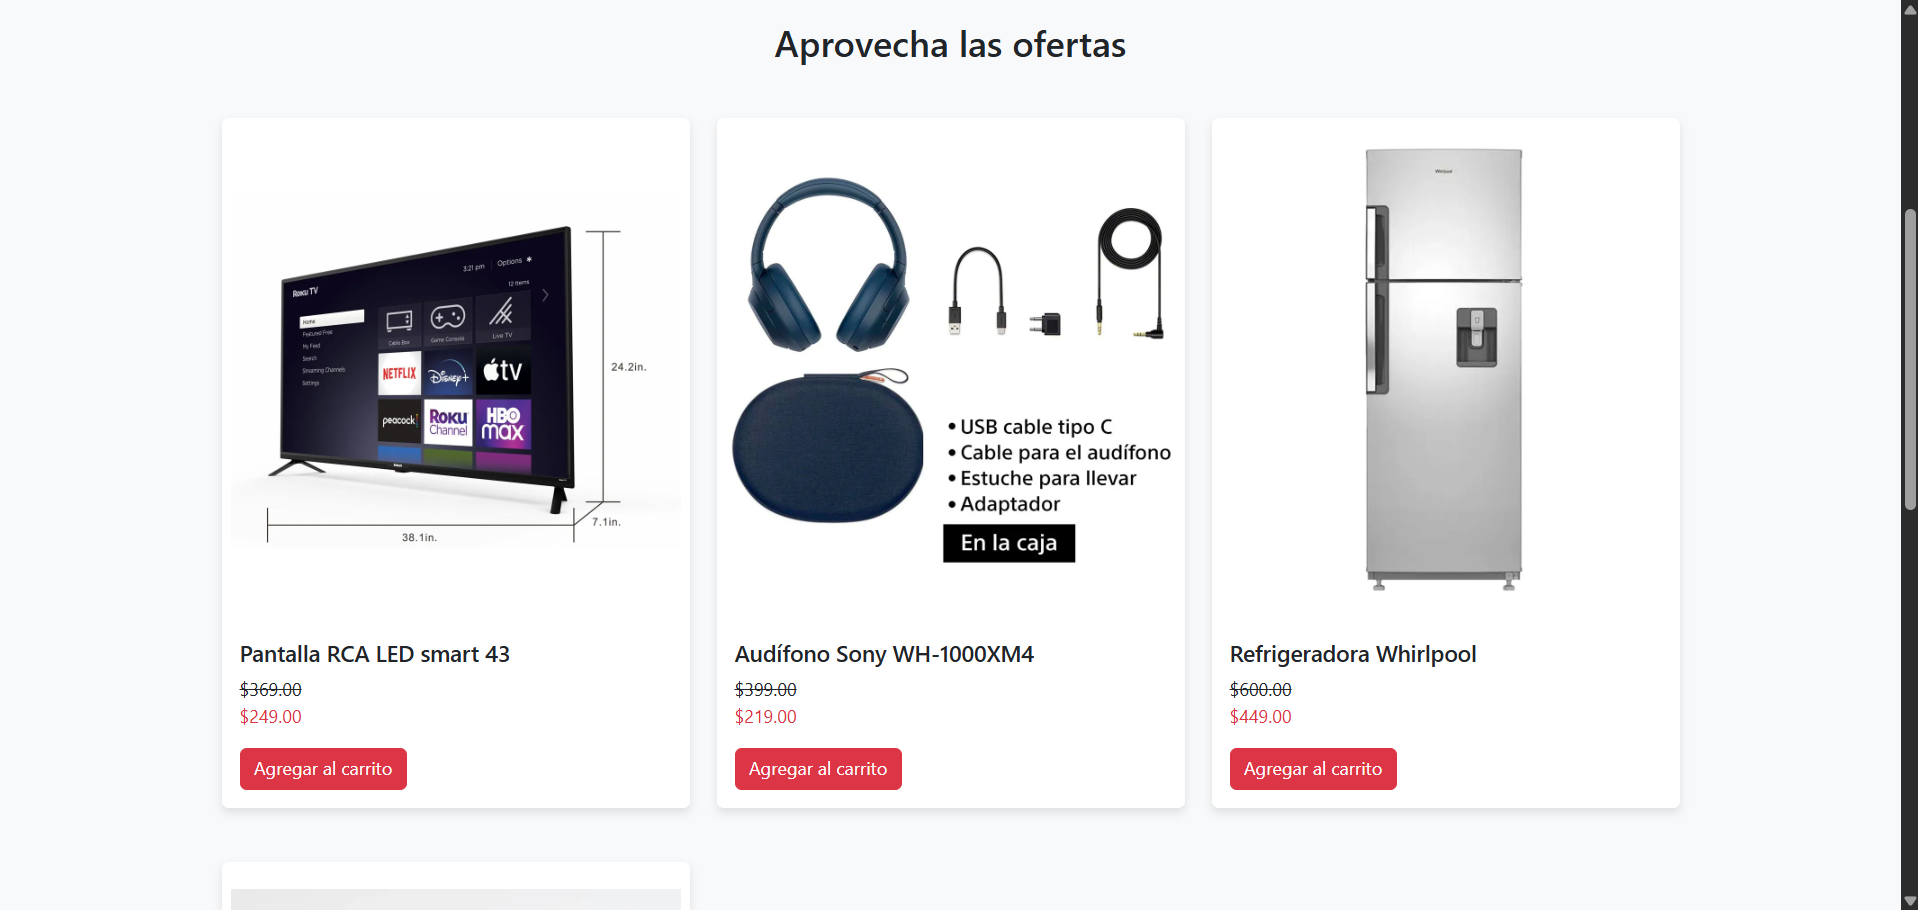 Aprovecha las ofertas
Roku TV
3:21 pm | Options ✱
12 items
Home
Featured Free
My Feed
Search
Streaming Channels
Settings
Cable Box
Game Console
Live TV
NETFLIX
Disney+
tv
peacock
Roku Channel
HBO max
RCA
24.2in.
7.1in.
38.1in.
• USB cable tipo C
• Cable para el audífono
• Estuche para llevar
• Adaptador
En la caja
Whirlpool
Pantalla RCA LED smart 43
$369.00
$249.00
Agregar al carrito
Audífono Sony WH-1000XM4
$399.00
$219.00
Agregar al carrito
Refrigeradora Whirlpool
$600.00
$449.00
Agregar al carrito